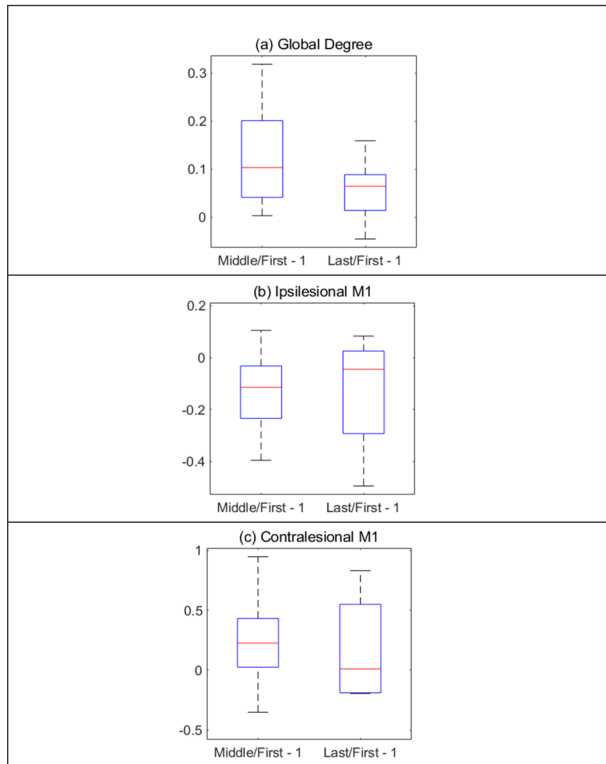 (a) Global Degree
0.3
0.2
0.1
0
Middle/First - 1 Last/First - 1
(b) Ipsilesional M1
0.2
0
-0.2
-0.4
Middle/First - 1 Last/First - 1
(c) Contralesional M1
1
0.5
0
-0.5
Middle/First - 1 Last/First - 1